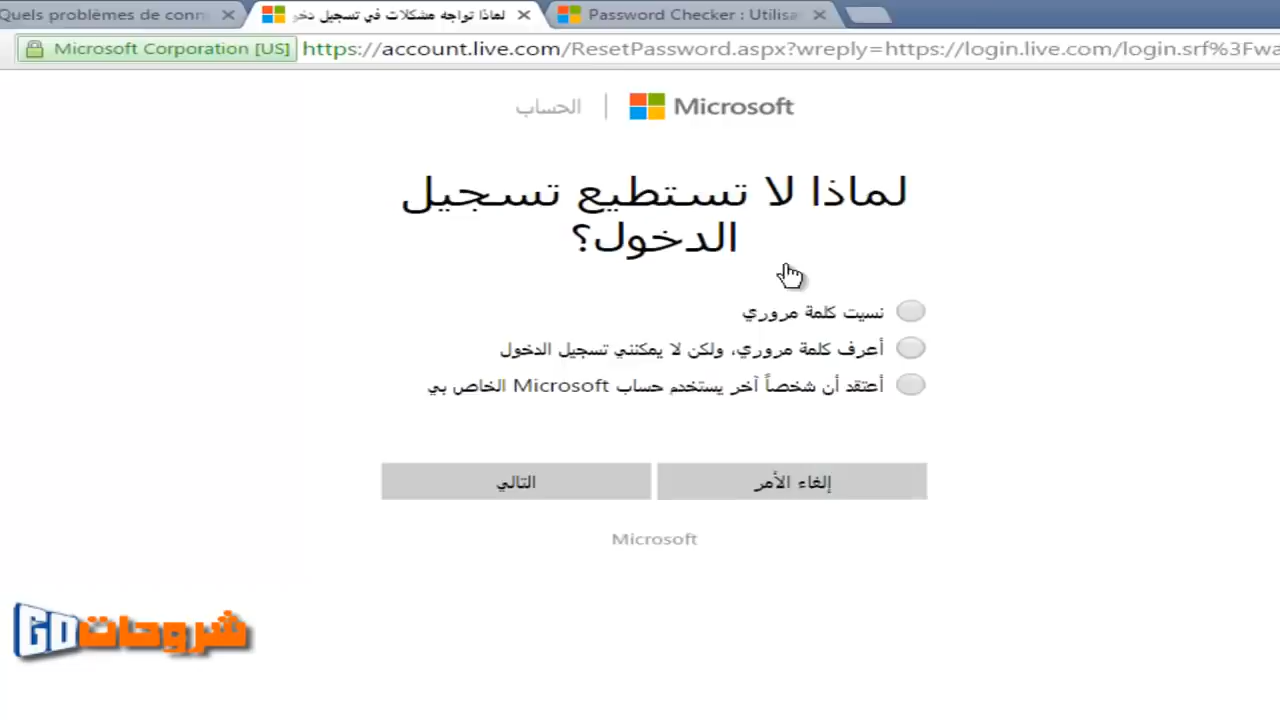 Quels problèmes de conn
لماذا تواجه مشكلات في تسجيل دخو
Password Checker : Utilisa
Microsoft Corporation [US]
https://account.live.com/ResetPassword.aspx?wreply=https://login.live.com/login.srf%3Fwa
Microsoft | الحساب
لماذا لا تستطيع تسجيل
الدخول؟
نسيت كلمة مروري
أعرف كلمة مروري، ولكن لا يمكنني تسجيل الدخول
أعتقد أن شخصاً آخر يستخدم حساب Microsoft الخاص بي
إلغاء الأمر
التالي
Microsoft
GO شروحات